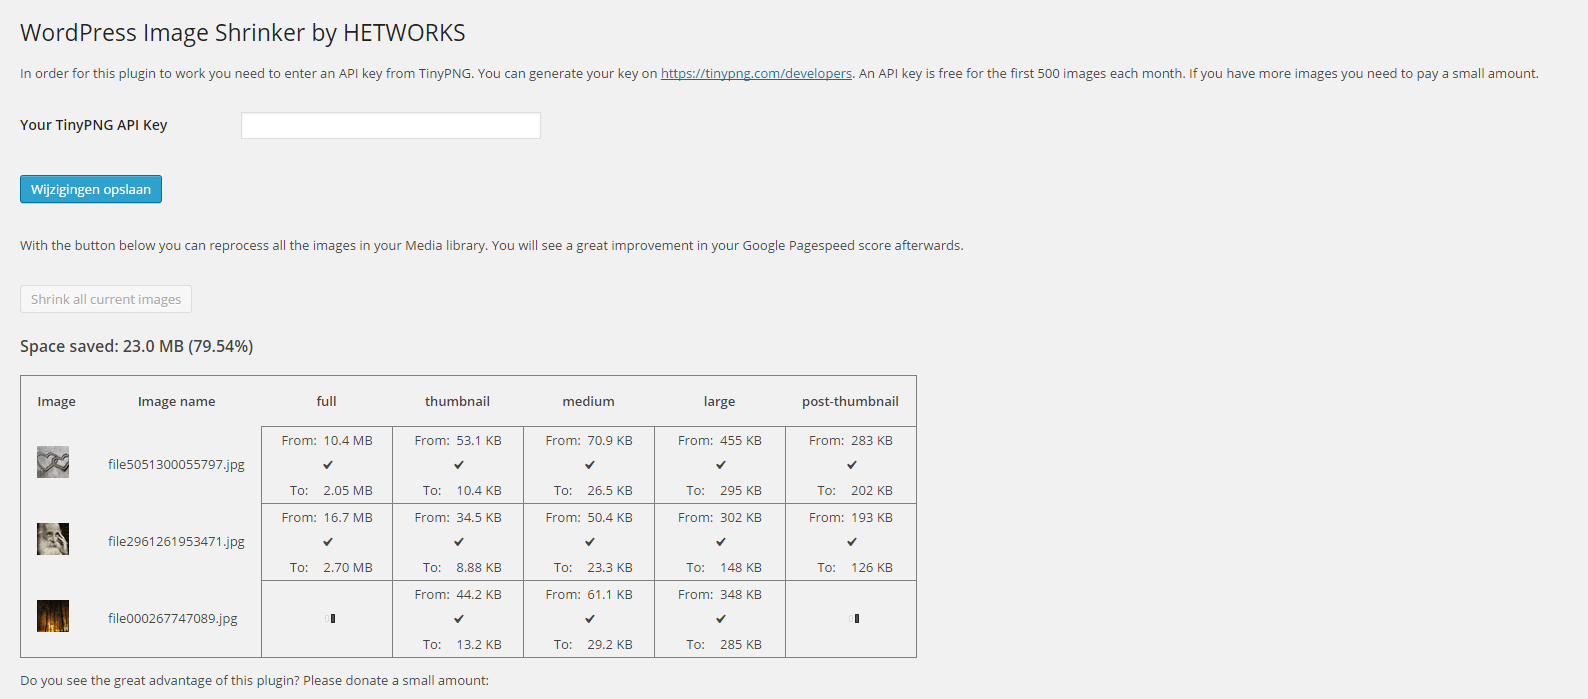 WordPress Image Shrinker by HETWORKS
In order for this plugin to work you need to enter an API key from TinyPNG. You can generate your key on https://tinypng.com/developers. An API key is free for the first 500 images each month. If you have more images you need to pay a small amount.
Your TinyPNG API Key
Wijzigingen opslaan
With the button below you can reprocess all the images in your Media library. You will see a great improvement in your Google Pagespeed score afterwards.
Shrink all current images
Space saved: 23.0 MB (79.54%)
Image Image name full thumbnail medium large post-thumbnail
From: 10.4 MB From: 53.1 KB From: 70.9 KB From: 455 KB From: 283 KB
file5051300055797.jpg ✔ ✔ ✔ ✔ ✔
To: 2.05 MB To: 10.4 KB To: 26.5 KB To: 295 KB To: 202 KB
From: 16.7 MB From: 34.5 KB From: 50.4 KB From: 302 KB From: 193 KB
file2961261953471.jpg ✔ ✔ ✔ ✔ ✔
To: 2.70 MB To: 8.88 KB To: 23.3 KB To: 148 KB To: 126 KB
From: 44.2 KB From: 61.1 KB From: 348 KB
file000267747089.jpg ✔ ✔ ✔
To: 13.2 KB To: 29.2 KB To: 285 KB
Do you see the great advantage of this plugin? Please donate a small amount: